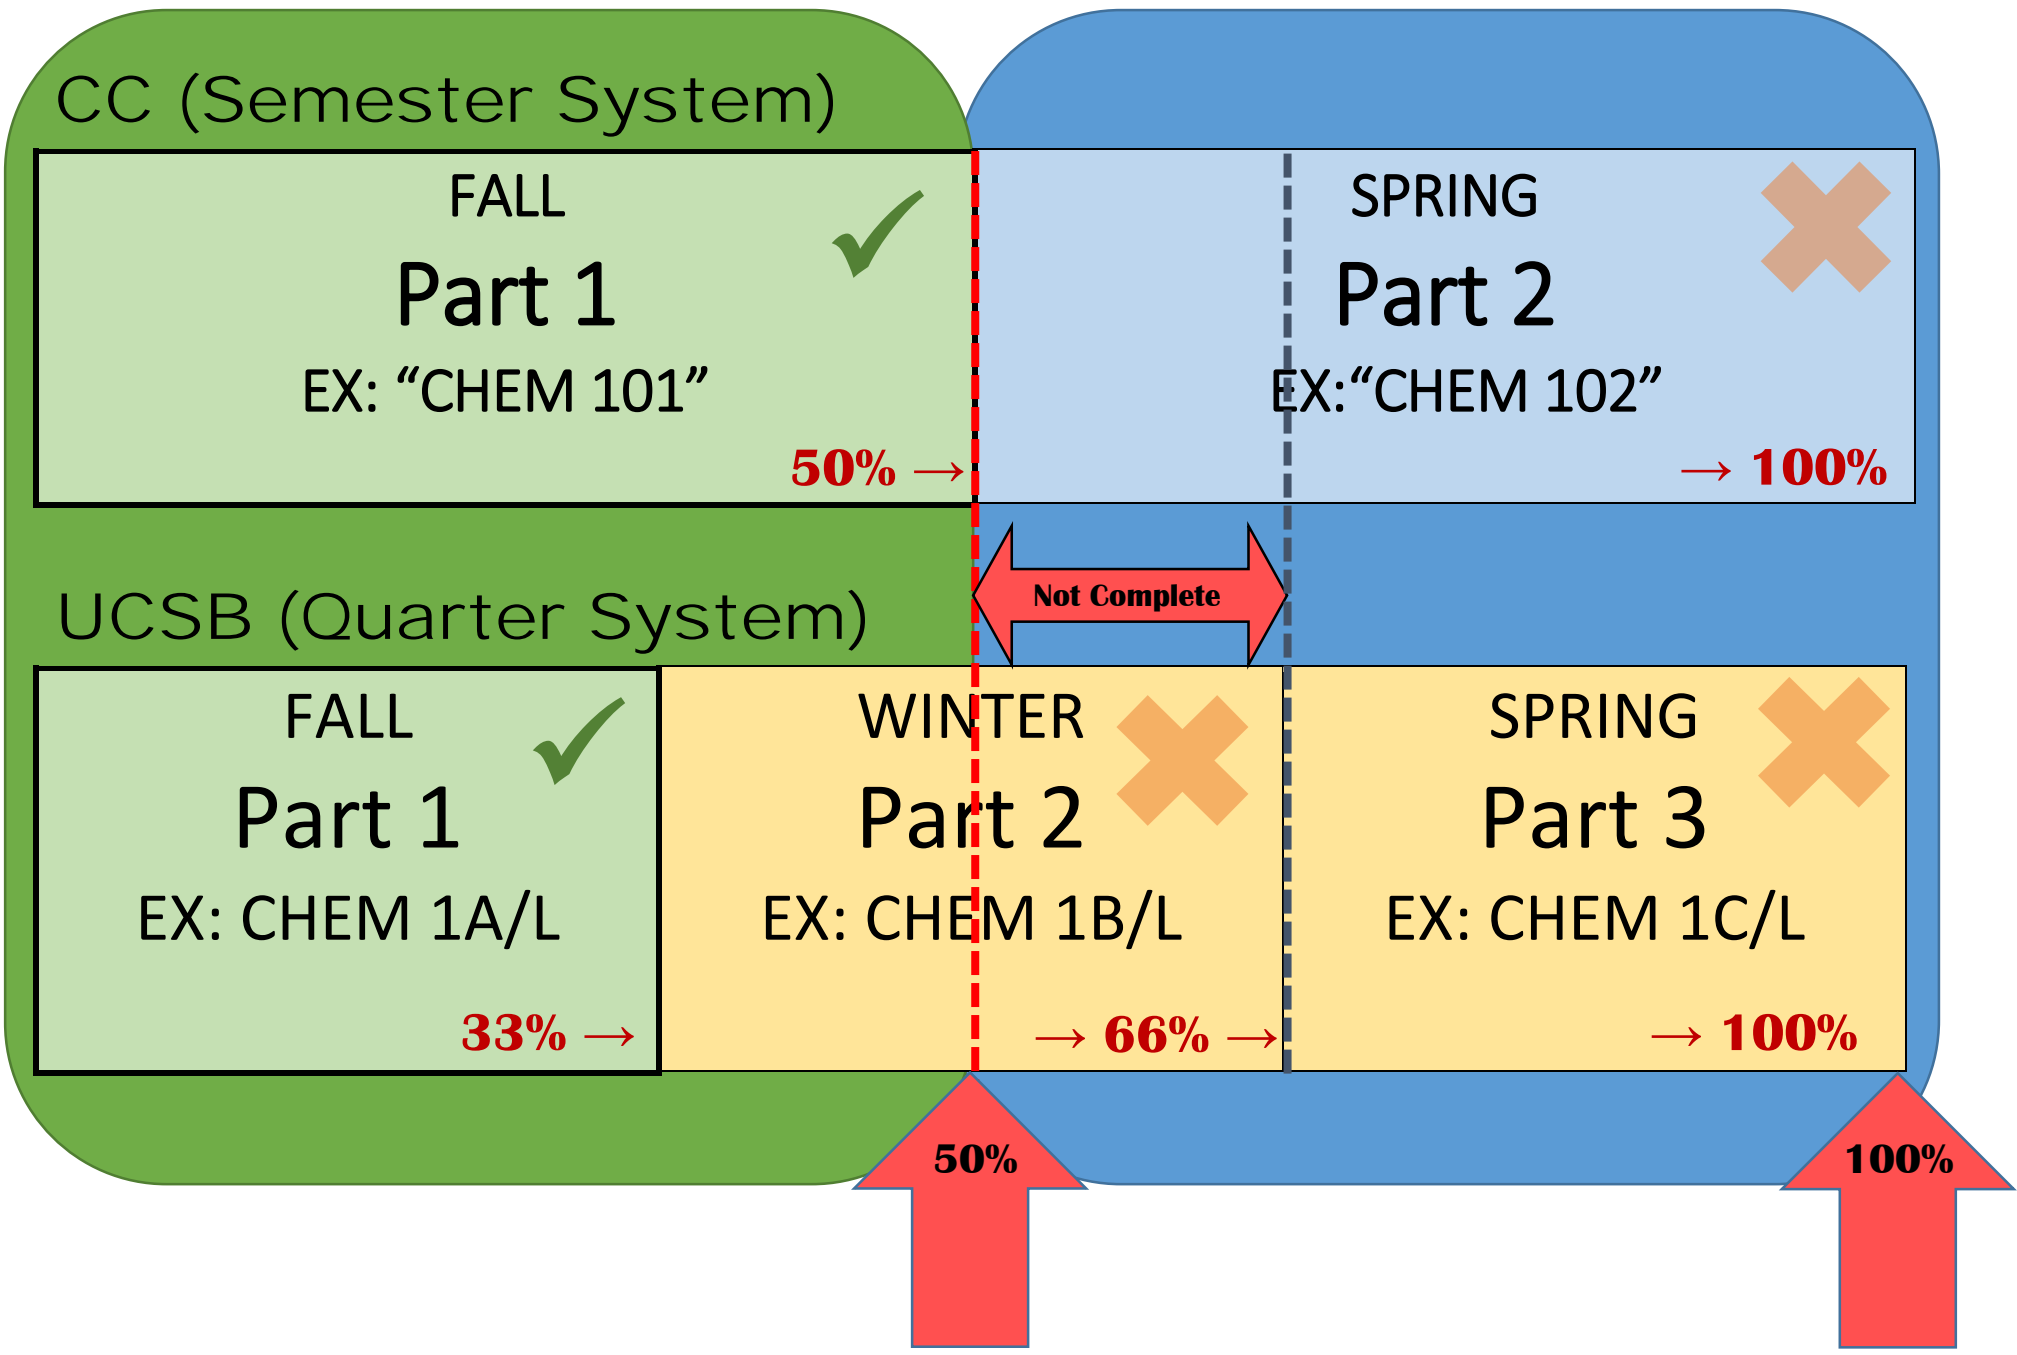 CC (Semester System)
FALL
Part 1
EX: “CHEM 101”
50% →
SPRING
Part 2
EX:“CHEM 102”
→ 100%
Not Complete
UCSB (Quarter System)
FALL
Part 1
EX: CHEM 1A/L
33% →
WINTER
Part 2
EX: CHEM 1B/L
→ 66% →
SPRING
Part 3
EX: CHEM 1C/L
→ 100%
50%
100%